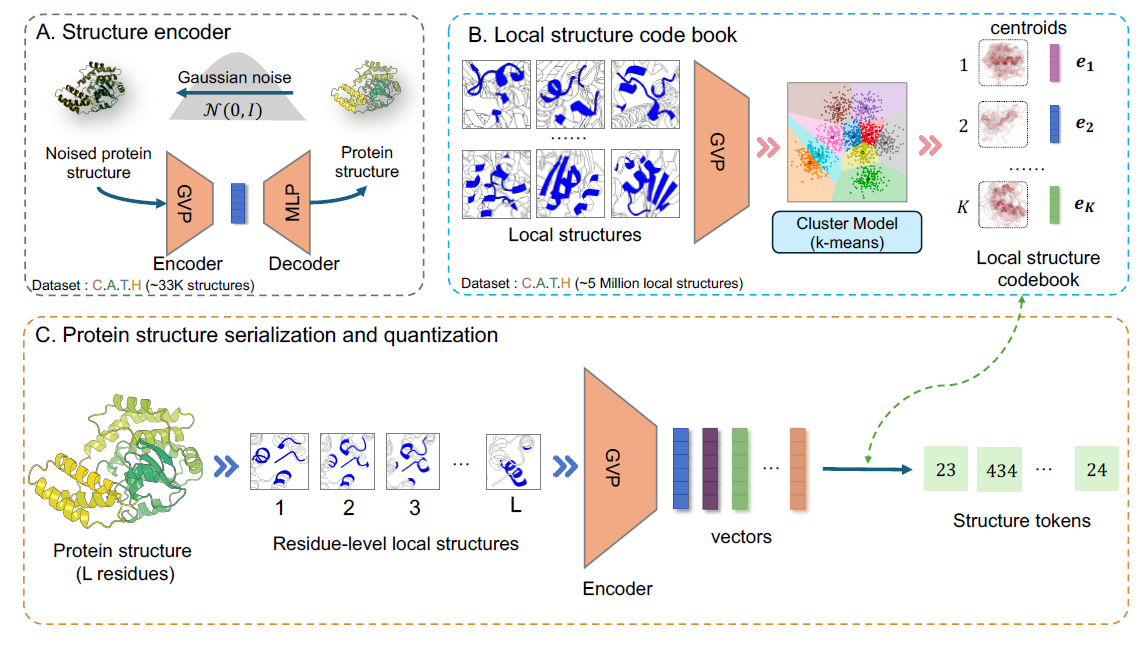 A. Structure encoder
Gaussian noise
𝒩(0, I)
Noised protein
structure
Protein
structure
GVP
MLP
Encoder
Decoder
Dataset : C.A.T.H (~33K structures)
B. Local structure code book
......
Local structures
GVP
Cluster Model
(k-means)
centroids
1
e₁
2
e₂
......
K
e_K
Local structure
codebook
Dataset : C.A.T.H (~5 Million local structures)
C. Protein structure serialization and quantization
Protein structure
(L residues)
...
1 2 3 L
Residue-level local structures
GVP
Encoder
...
vectors
23 434 ... 24
Structure tokens